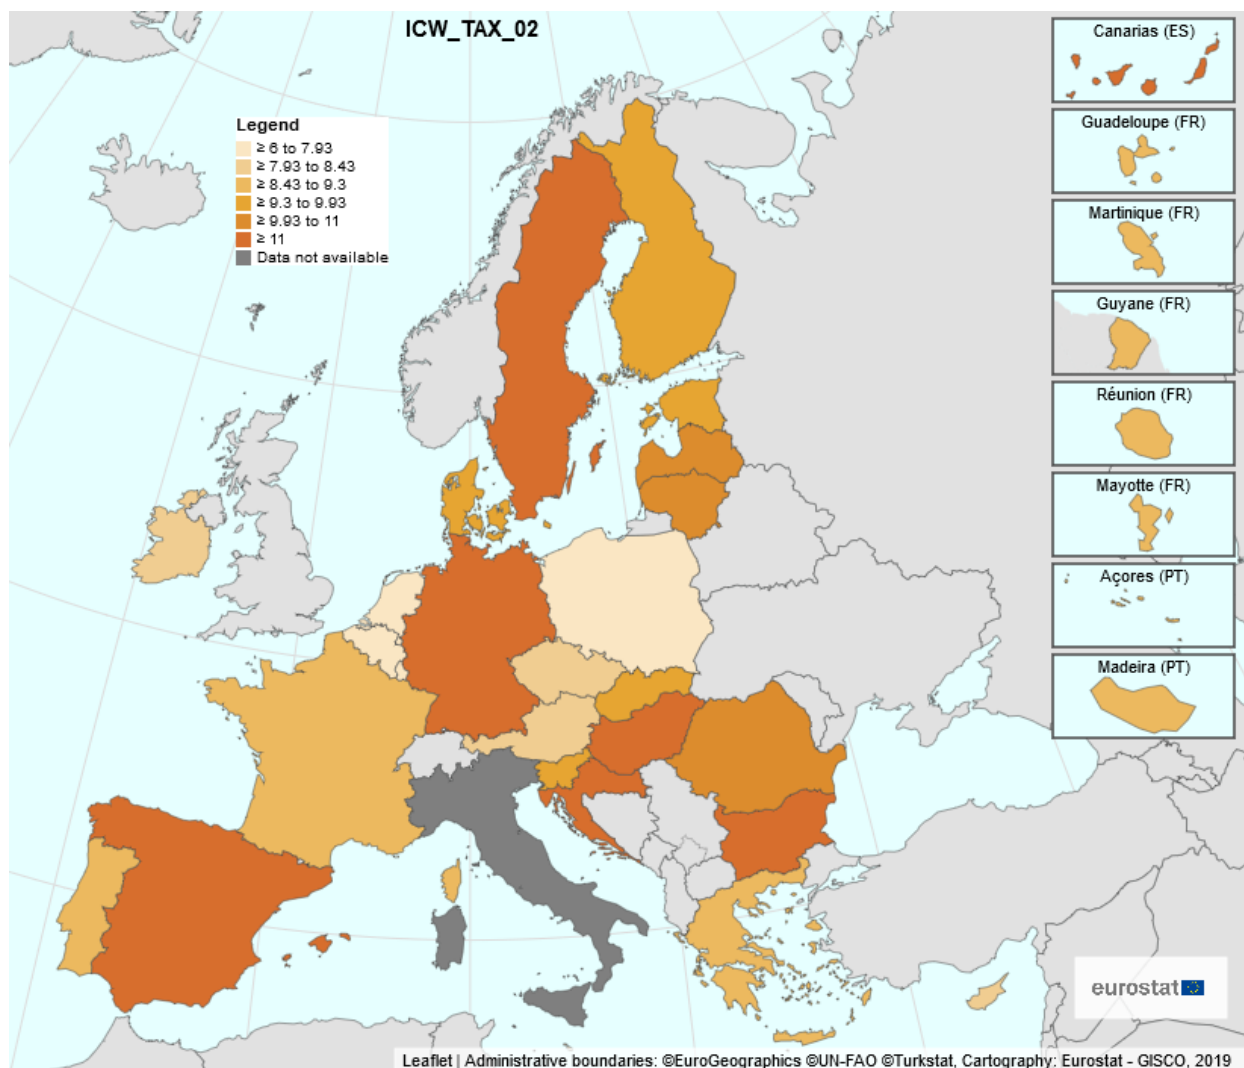 ICW_TAX_02
Legend
≥ 6 to 7.93
≥ 7.93 to 8.43
≥ 8.43 to 9.3
≥ 9.3 to 9.93
≥ 9.93 to 11
≥ 11
Data not available
Canarias (ES)
Guadeloupe (FR)
Martinique (FR)
Guyane (FR)
Réunion (FR)
Mayotte (FR)
Açores (PT)
Madeira (PT)
eurostat
Leaflet | Administrative boundaries: ©EuroGeographics ©UN-FAO ©Turkstat, Cartography: Eurostat - GISCO, 2019